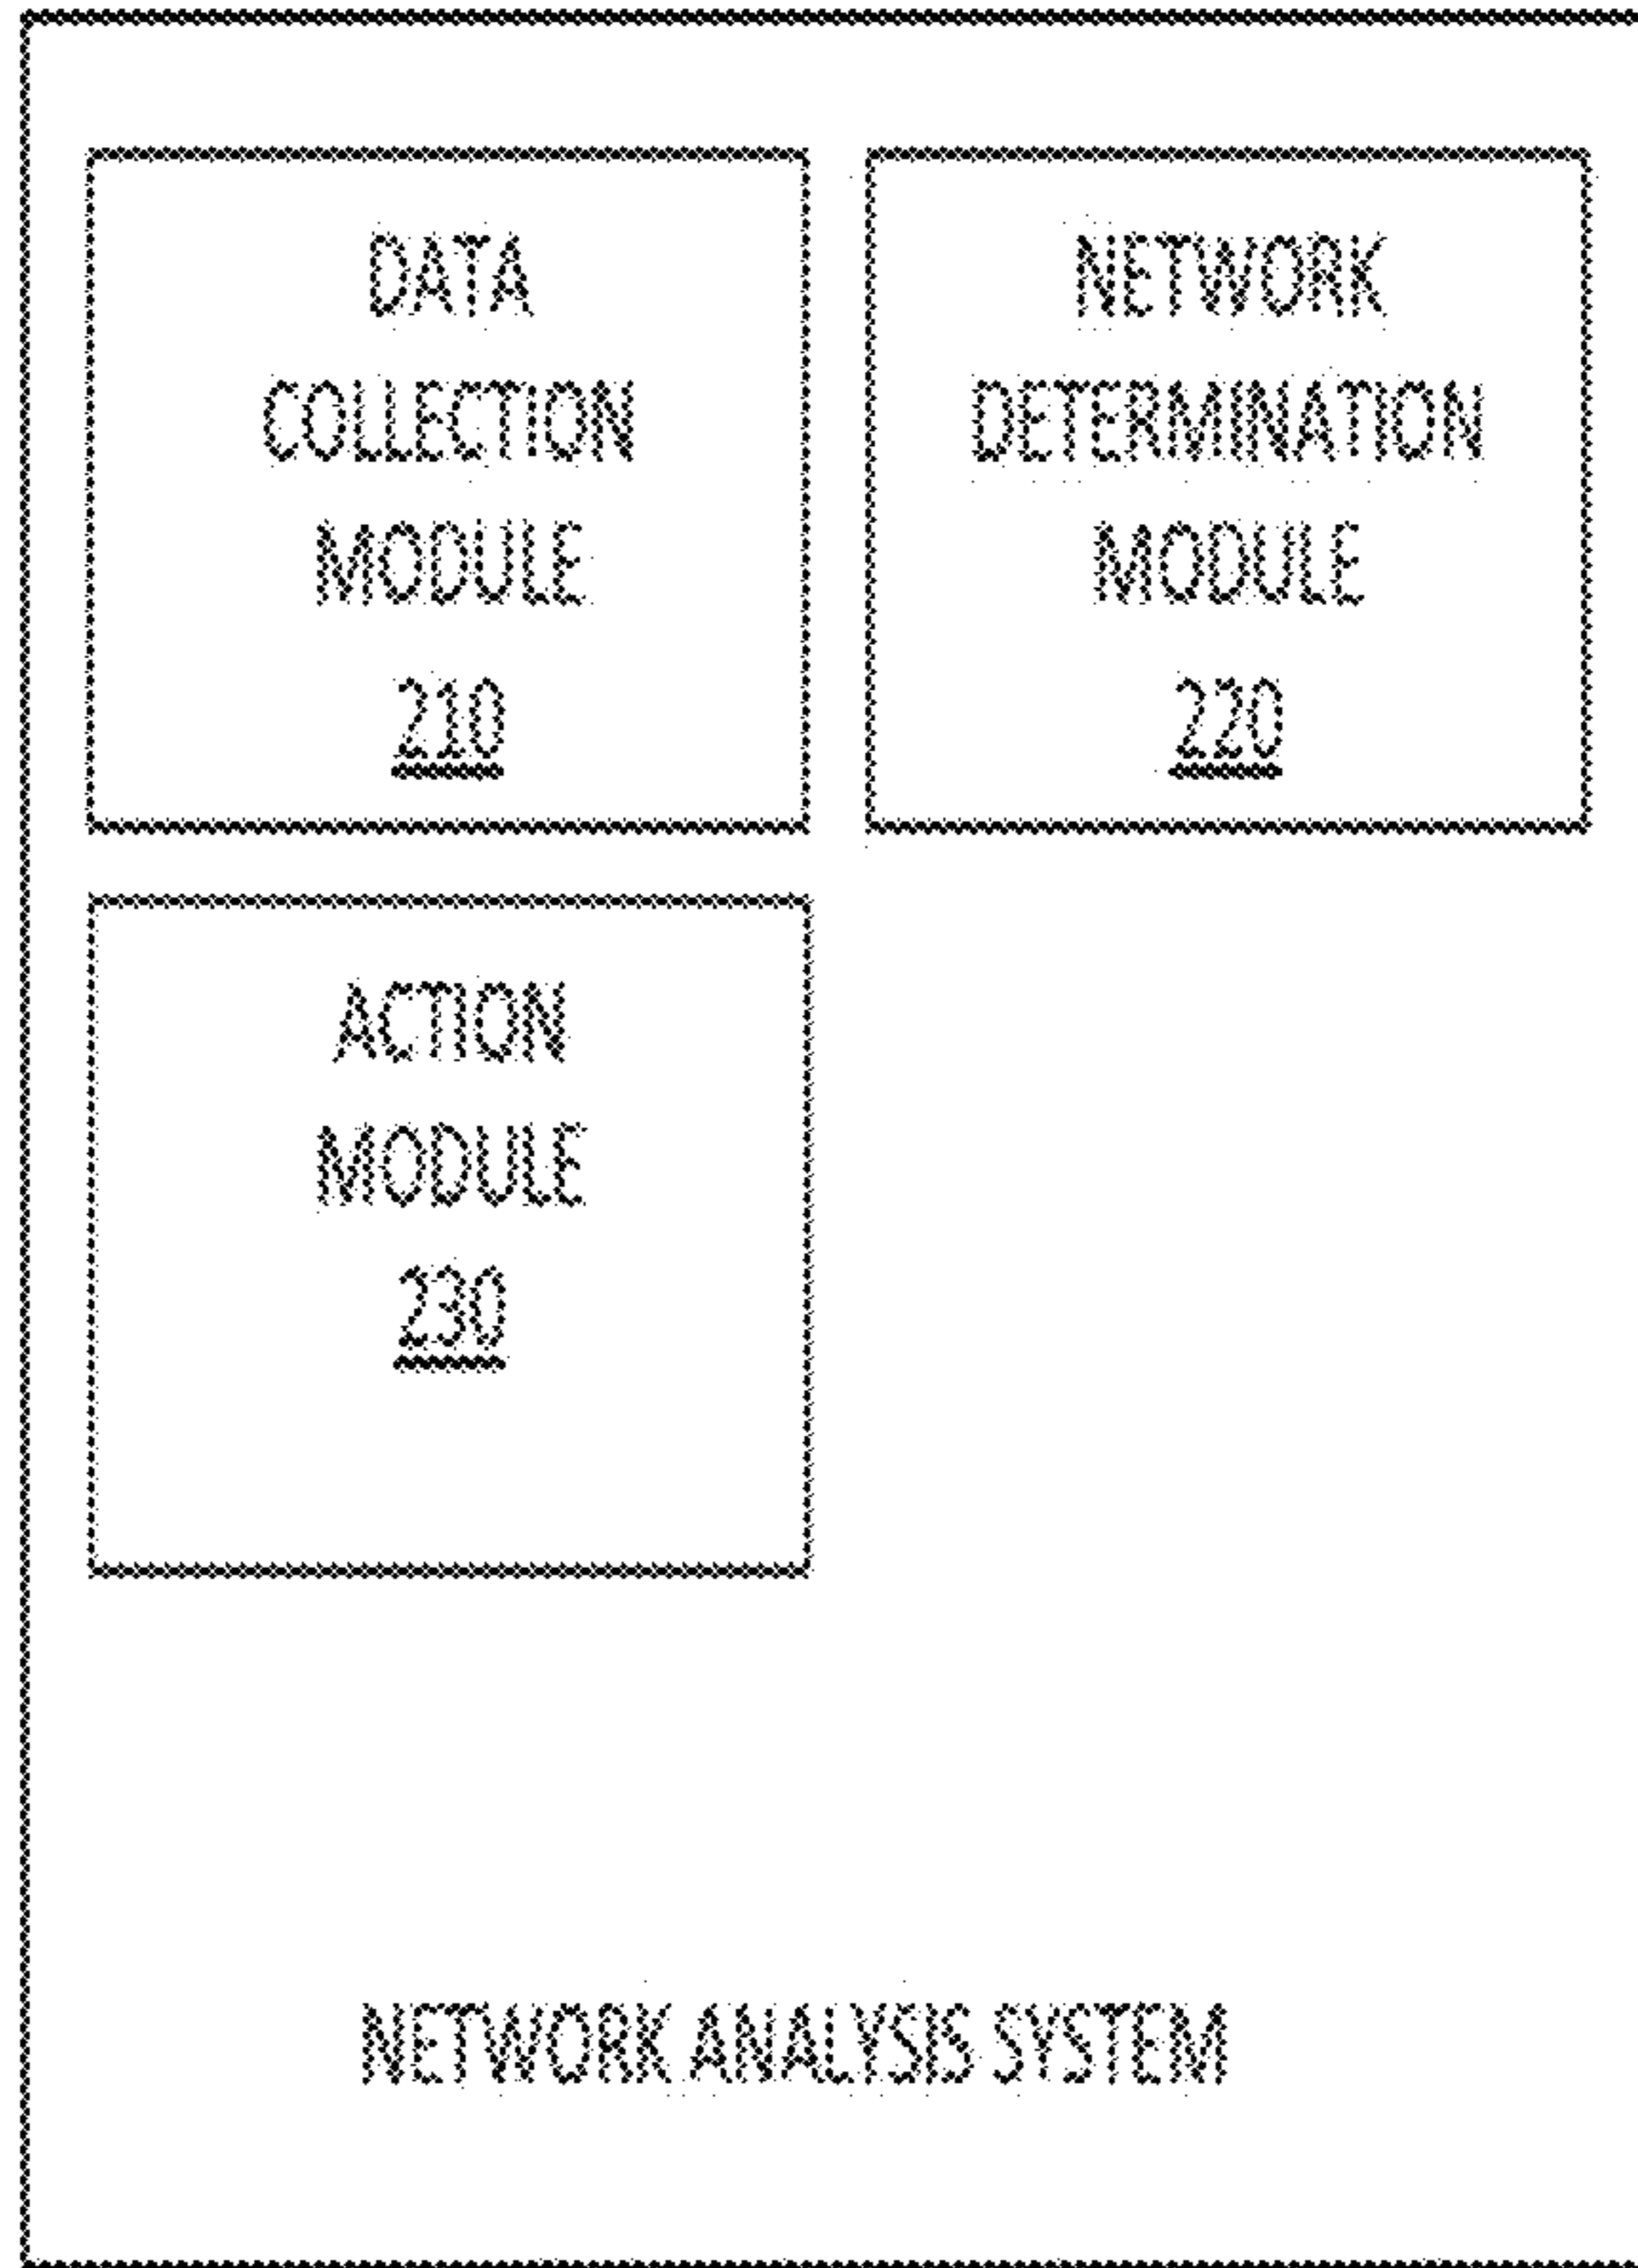 DATA
COLLECTION
MODULE
210
NETWORK
DETERMINATION
MODULE
220
ACTION
MODULE
230
NETWORK ANALYSIS SYSTEM